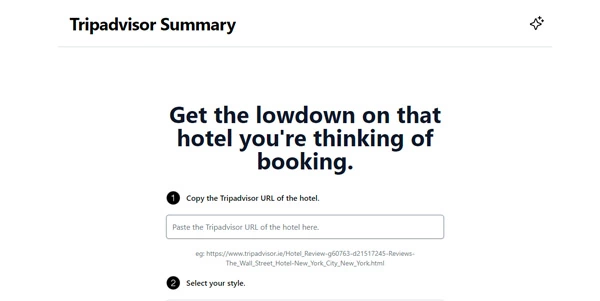 Tripadvisor Summary
Get the lowdown on that
hotel you're thinking of
booking.
1 Copy the Tripadvisor URL of the hotel.
Paste the Tripadvisor URL of the hotel here.
eg: https://www.tripadvisor.ie/Hotel_Review-g60763-d21517245-Reviews-
The_Wall_Street_Hotel-New_York_City_New_York.html
2 Select your style.